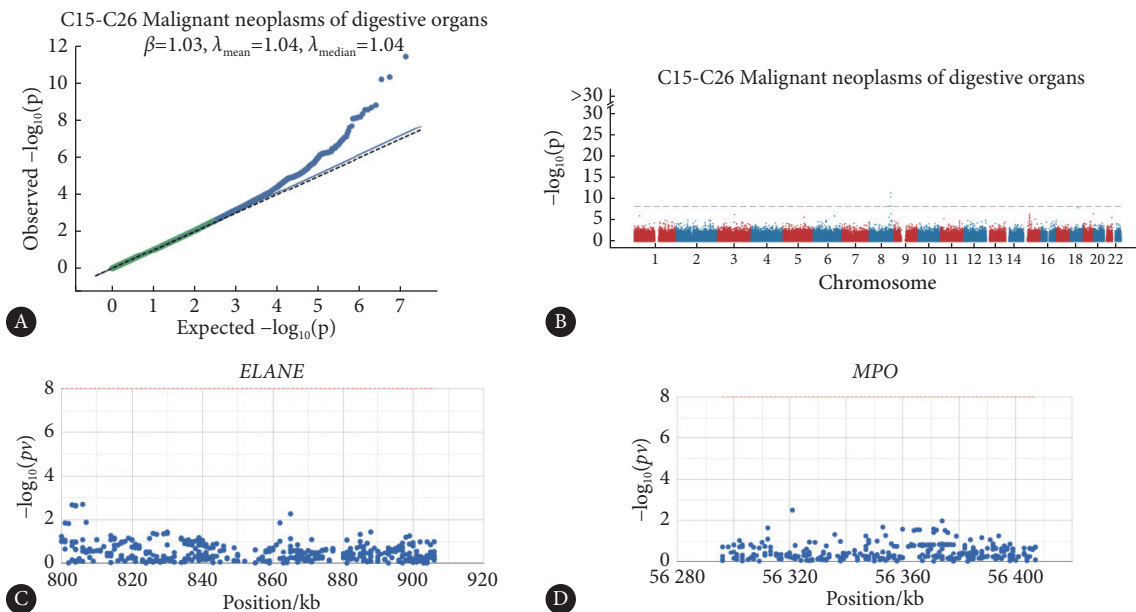 C15-C26 Malignant neoplasms of digestive organs
β=1.03, λmean=1.04, λmedian=1.04
12
10
8
6
4
2
0
Observed −log₁₀(p)
0 1 2 3 4 5 6 7
Expected −log₁₀(p)
A
C15-C26 Malignant neoplasms of digestive organs
>30
30
25
20
15
10
5
0
−log₁₀(p)
1 2 3 4 5 6 7 8 9 10 11 12 13 14 16 18 20 22
Chromosome
B
ELANE
8
6
4
2
0
−log₁₀(pv)
800 820 840 860 880 900 920
Position/kb
C
MPO
8
6
4
2
0
−log₁₀(pv)
56 280 56 320 56 360 56 400
Position/kb
D